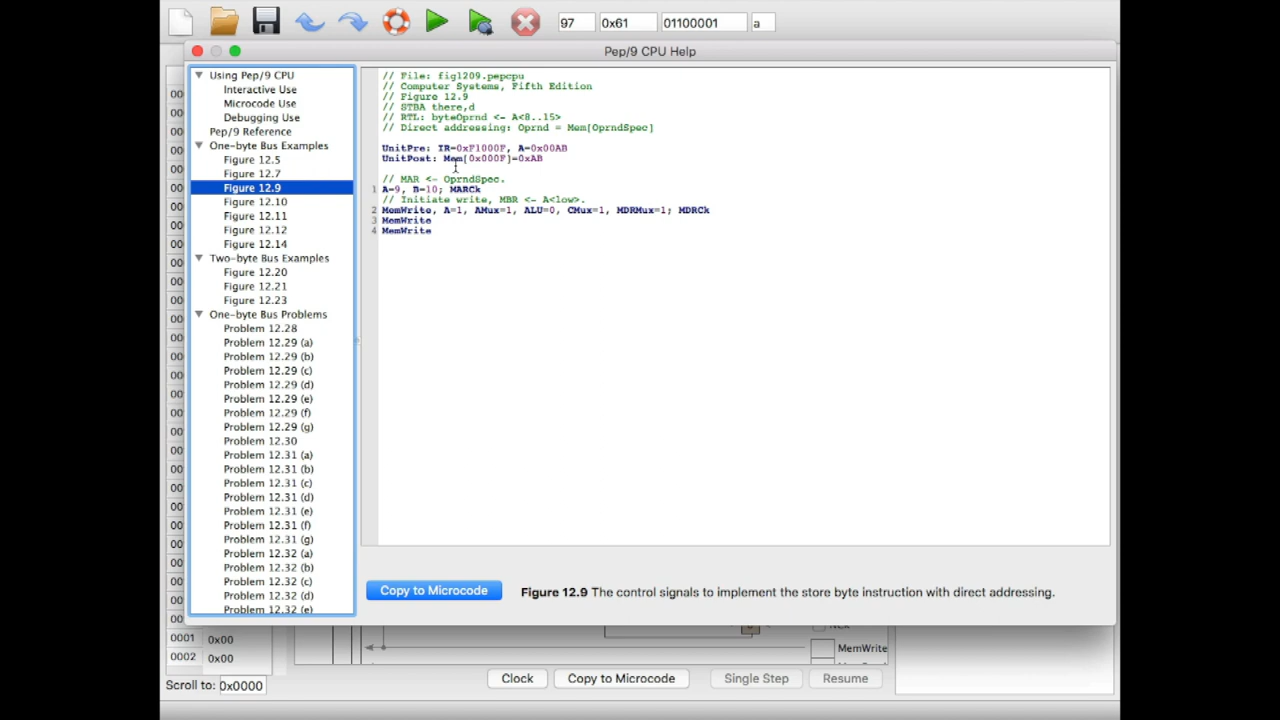 97 0x61 01100001 a
Pep/9 CPU Help
Using Pep/9 CPU
Interactive Use
Microcode Use
Debugging Use
Pep/9 Reference
One-byte Bus Examples
Figure 12.5
Figure 12.7
Figure 12.9
Figure 12.10
Figure 12.11
Figure 12.12
Figure 12.14
Two-byte Bus Examples
Figure 12.20
Figure 12.21
Figure 12.23
One-byte Bus Problems
Problem 12.28
Problem 12.29 (a)
Problem 12.29 (b)
Problem 12.29 (c)
Problem 12.29 (d)
Problem 12.29 (e)
Problem 12.29 (f)
Problem 12.29 (g)
Problem 12.30
Problem 12.31 (a)
Problem 12.31 (b)
Problem 12.31 (c)
Problem 12.31 (d)
Problem 12.31 (e)
Problem 12.31 (f)
Problem 12.31 (g)
Problem 12.32 (a)
Problem 12.32 (b)
Problem 12.32 (c)
Problem 12.32 (d)
Problem 12.32 (e)
// File: fig1209.pepcpu
// Computer Systems, Fifth Edition
// Figure 12.9
// STBA there,d
// RTL: byteOprnd <- A<8..15>
// Direct addressing: Oprnd = Mem[OprndSpec]
UnitPre: IR=0xF1000F, A=0x00AB
UnitPost: Mem[0x000F]=0xAB
// MAR <- OprndSpec.
1 A=9, B=10; MARCk
// Initiate write, MBR <- A<low>.
2 MemWrite, A=1, AMux=1, ALU=0, CMux=1, MDRMux=1; MDRCk
3 MemWrite
4 MemWrite
Copy to Microcode
Figure 12.9 The control signals to implement the store byte instruction with direct addressing.
0001 0x00
0002 0x00
MemWrite
Scroll to: 0x0000
Clock
Copy to Microcode
Single Step
Resume